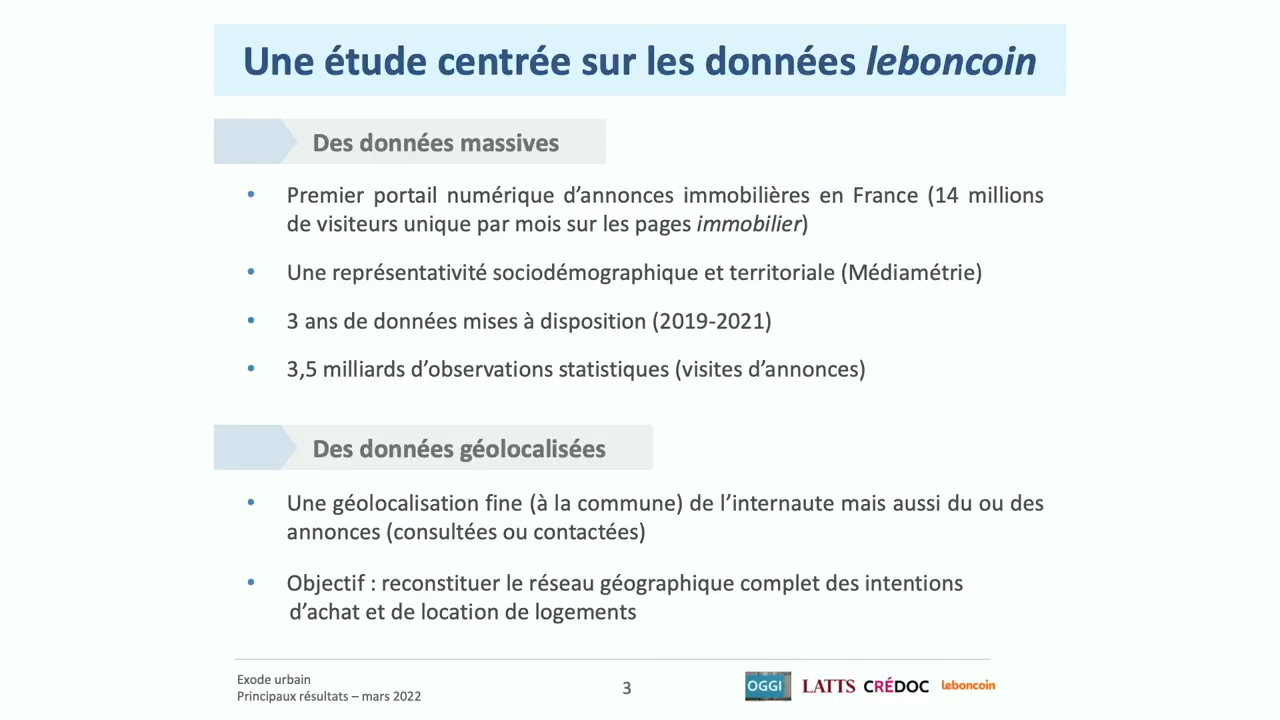 Une étude centrée sur les données leboncoin
Des données massives
• Premier portail numérique d’annonces immobilières en France (14 millions
de visiteurs unique par mois sur les pages immobilier)
• Une représentativité sociodémographique et territoriale (Médiamétrie)
• 3 ans de données mises à disposition (2019-2021)
• 3,5 milliards d’observations statistiques (visites d’annonces)
Des données géolocalisées
• Une géolocalisation fine (à la commune) de l’internaute mais aussi du ou des
annonces (consultées ou contactées)
• Objectif : reconstituer le réseau géographique complet des intentions
d’achat et de location de logements
Exode urbain
Principaux résultats – mars 2022
3
OGGI LATTS CRÉDOC leboncoin